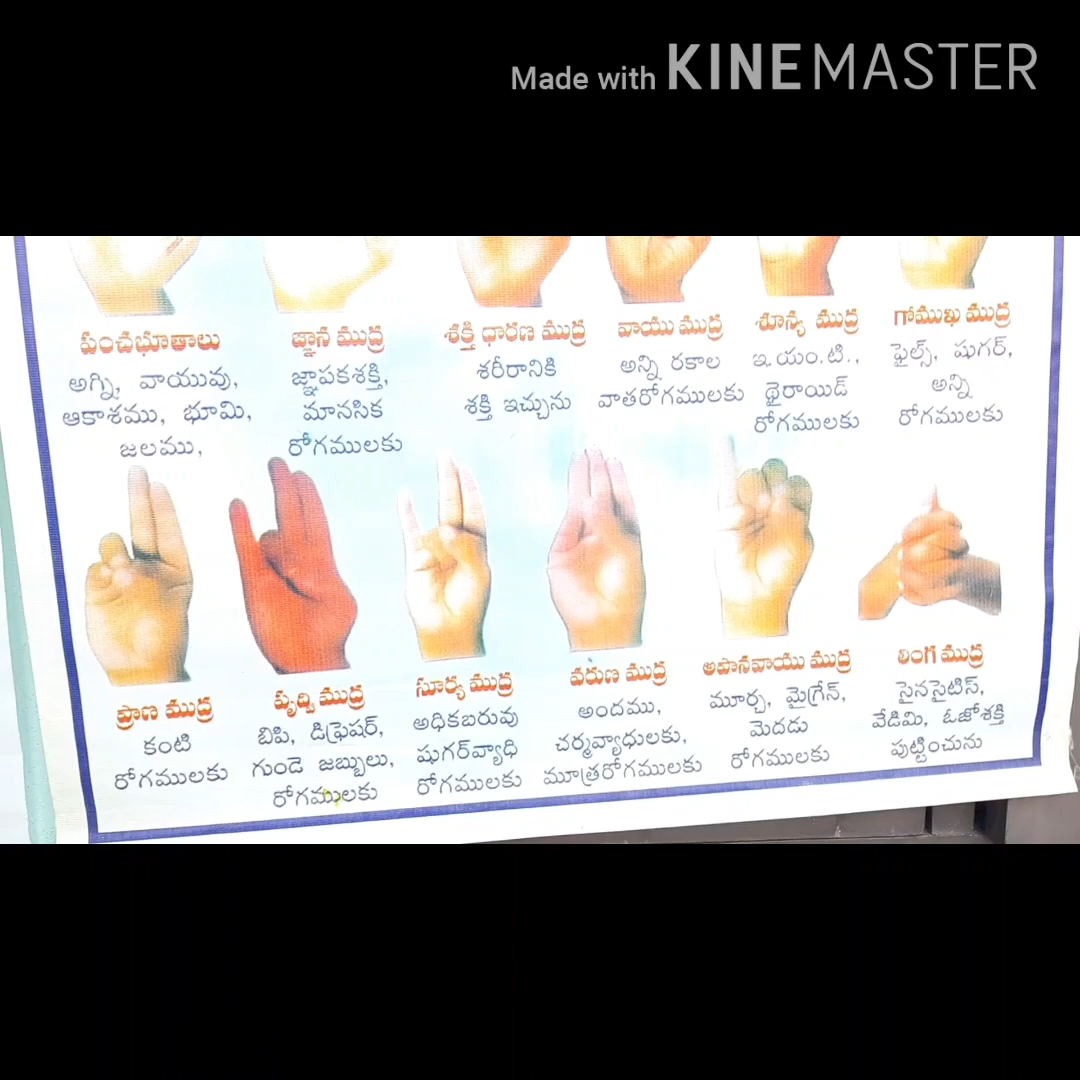 Made with KINEMASTER
పంచభూతాలు
అగ్ని, వాయువు,
ఆకాశము, భూమి,
జలము,
జ్ఞాన ముద్ర
జ్ఞాపకశక్తి,
మానసిక
రోగములకు
శక్తి ధారణ ముద్ర
శరీరానికి
శక్తి ఇచ్చును
వాయు ముద్ర
అన్ని రకాల
వాతరోగములకు
శూన్య ముద్ర
ఇ.యం.టి.,
థైరాయిడ్
రోగములకు
గోముఖ ముద్ర
ఫైల్స్, షుగర్,
అన్ని
రోగములకు
ప్రాణ ముద్ర
కంటి
రోగములకు
పృద్వి ముద్ర
బిపి, డిఫ్రెషర్,
గుండె జబ్బులు,
రోగములకు
సూర్య ముద్ర
అధికబరువు
షుగర్‌వ్యాధి
రోగములకు
వరుణ ముద్ర
అందము,
చర్మవ్యాధులకు,
మూత్రరోగములకు
అపానవాయు ముద్ర
మూర్ఛ, మైగ్రేన్,
మెదడు
రోగములకు
లింగ ముద్ర
సైనసైటిస్,
వేడిమి, ఓజోశక్తి
పుట్టించును